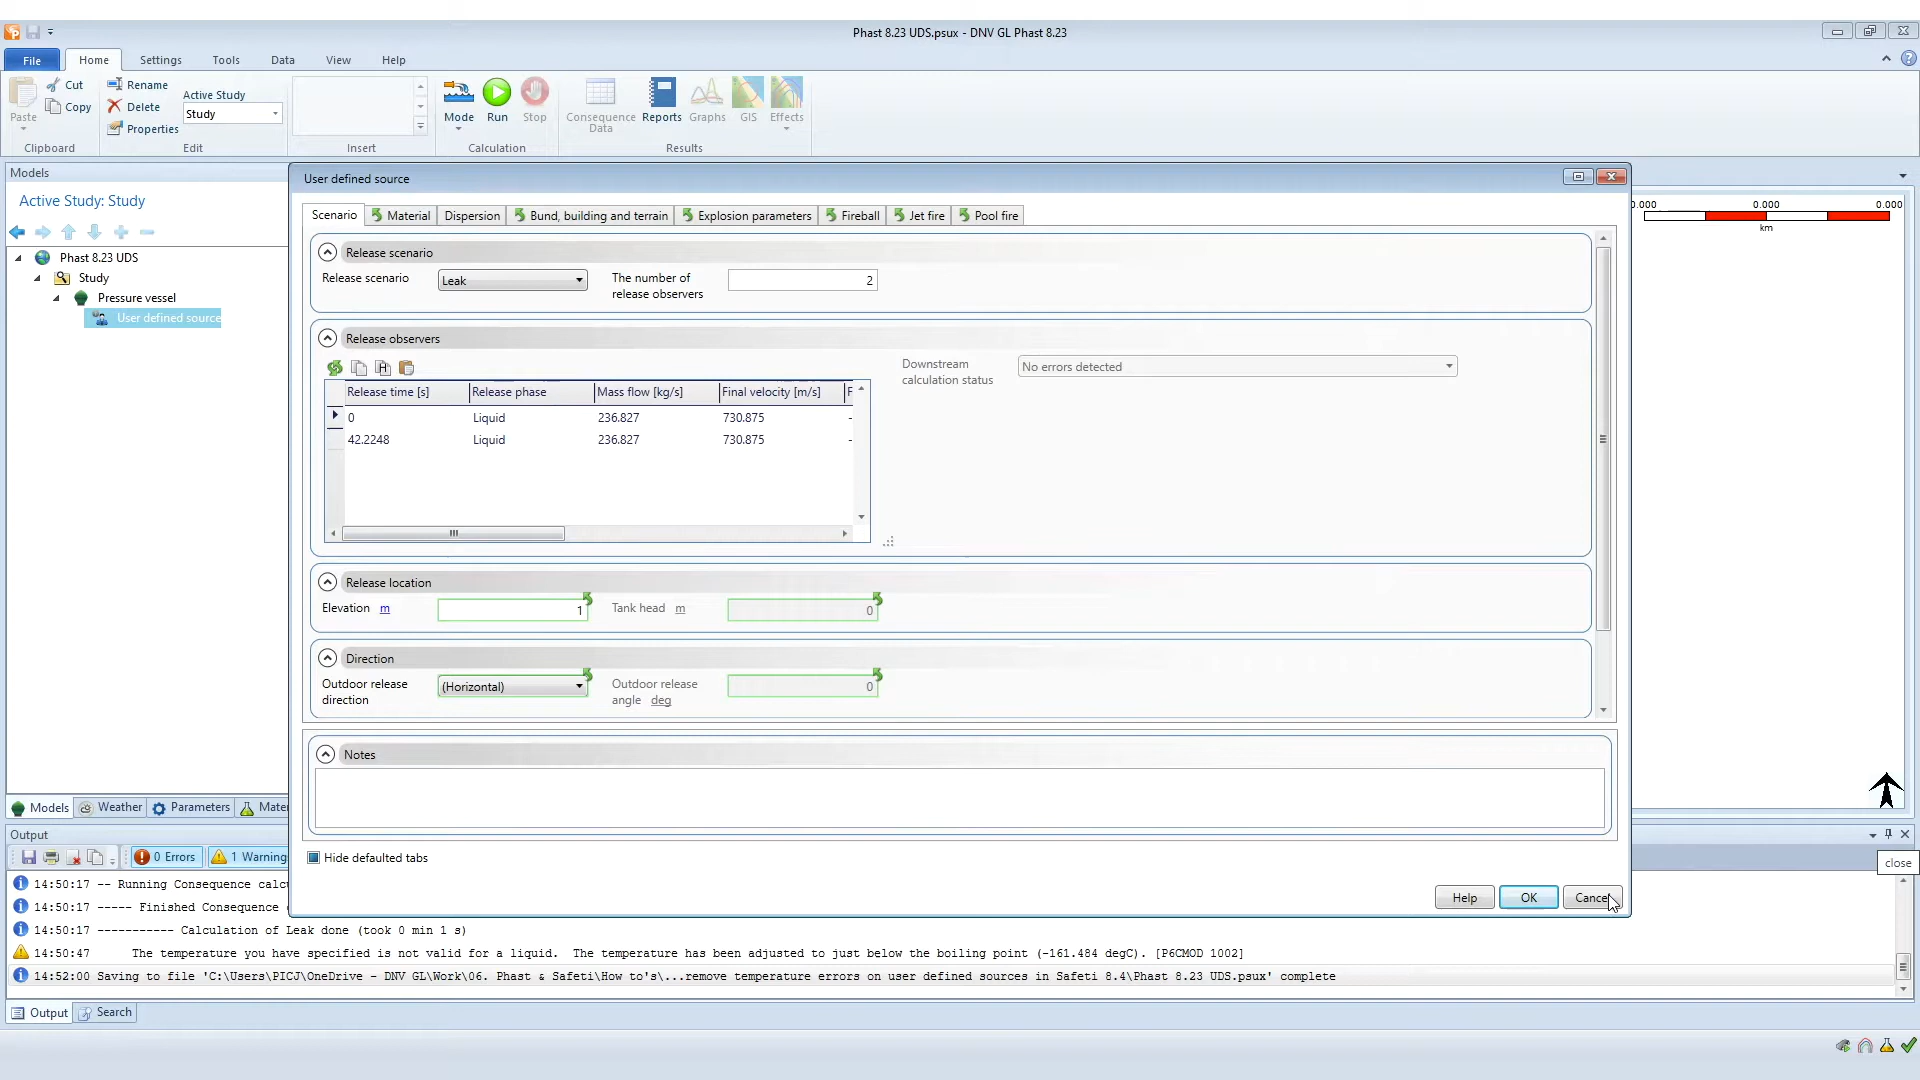 Phast 8.23 UDS.psux - DNV GL Phast 8.23
File Home Settings Tools Data View Help
Paste
Cut
Copy
Clipboard
Rename
Delete
Properties
Active Study
Study
Edit
Insert
Mode Run Stop
Calculation
Consequence
Data
Reports Graphs GIS Effects
Results
Models
Active Study: Study
Phast 8.23 UDS
Study
Pressure vessel
User defined source
User defined source
Scenario Material Dispersion Bund, building and terrain Explosion parameters Fireball Jet fire Pool fire
Release scenario
Release scenario
Leak
The number of
release observers
2
Release observers
Release time [s] Release phase Mass flow [kg/s] Final velocity [m/s] F
0 Liquid 236.827 730.875 -
42.2248 Liquid 236.827 730.875 -
Downstream
calculation status
No errors detected
Release location
Elevation m 1 Tank head m 0
Direction
Outdoor release
direction
(Horizontal)
Outdoor release
angle deg
0
Notes
Hide defaulted tabs
Help OK Cancel
0.000 0.000
km
Models Weather Parameters Mater
Output
0 Errors 1 Warning
close
14:50:17 -- Running Consequence calc
14:50:17 ----- Finished Consequence
14:50:17 ----------- Calculation of Leak done (took 0 min 1 s)
14:50:47 The temperature you have specified is not valid for a liquid. The temperature has been adjusted to just below the boiling point (-161.484 degC). [P6CMOD 1002]
14:52:00 Saving to file 'C:\Users\PICJ\OneDrive - DNV GL\Work\06. Phast & Safeti\How to's\...remove temperature errors on user defined sources in Safeti 8.4\Phast 8.23 UDS.psux' complete
Output Search